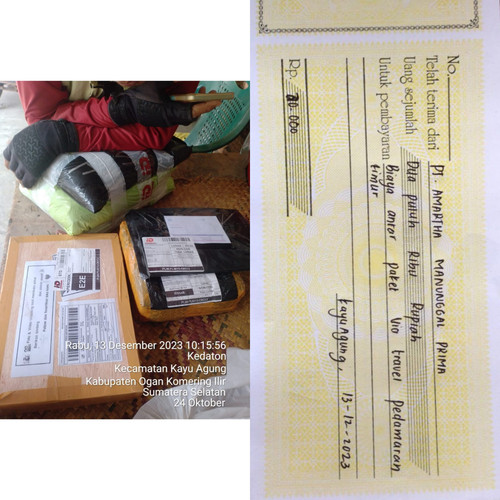 Rabu, 13 Desember 2023 10:15:56
Kedaton
Kecamatan Kayu Agung
Kabupaten Ogan Komering Ilir
Sumatera Selatan
24 Oktober
No.
Telah terima dari PT. AMARTHA MANUNGGAL PRIMA
Uang sejumlah Dua puluh Ribu Rupiah
Untuk pembayaran Biaya antar paket via travel pedamaran
timur
kayuAgung, 13-12-2023
Rp. 20.000